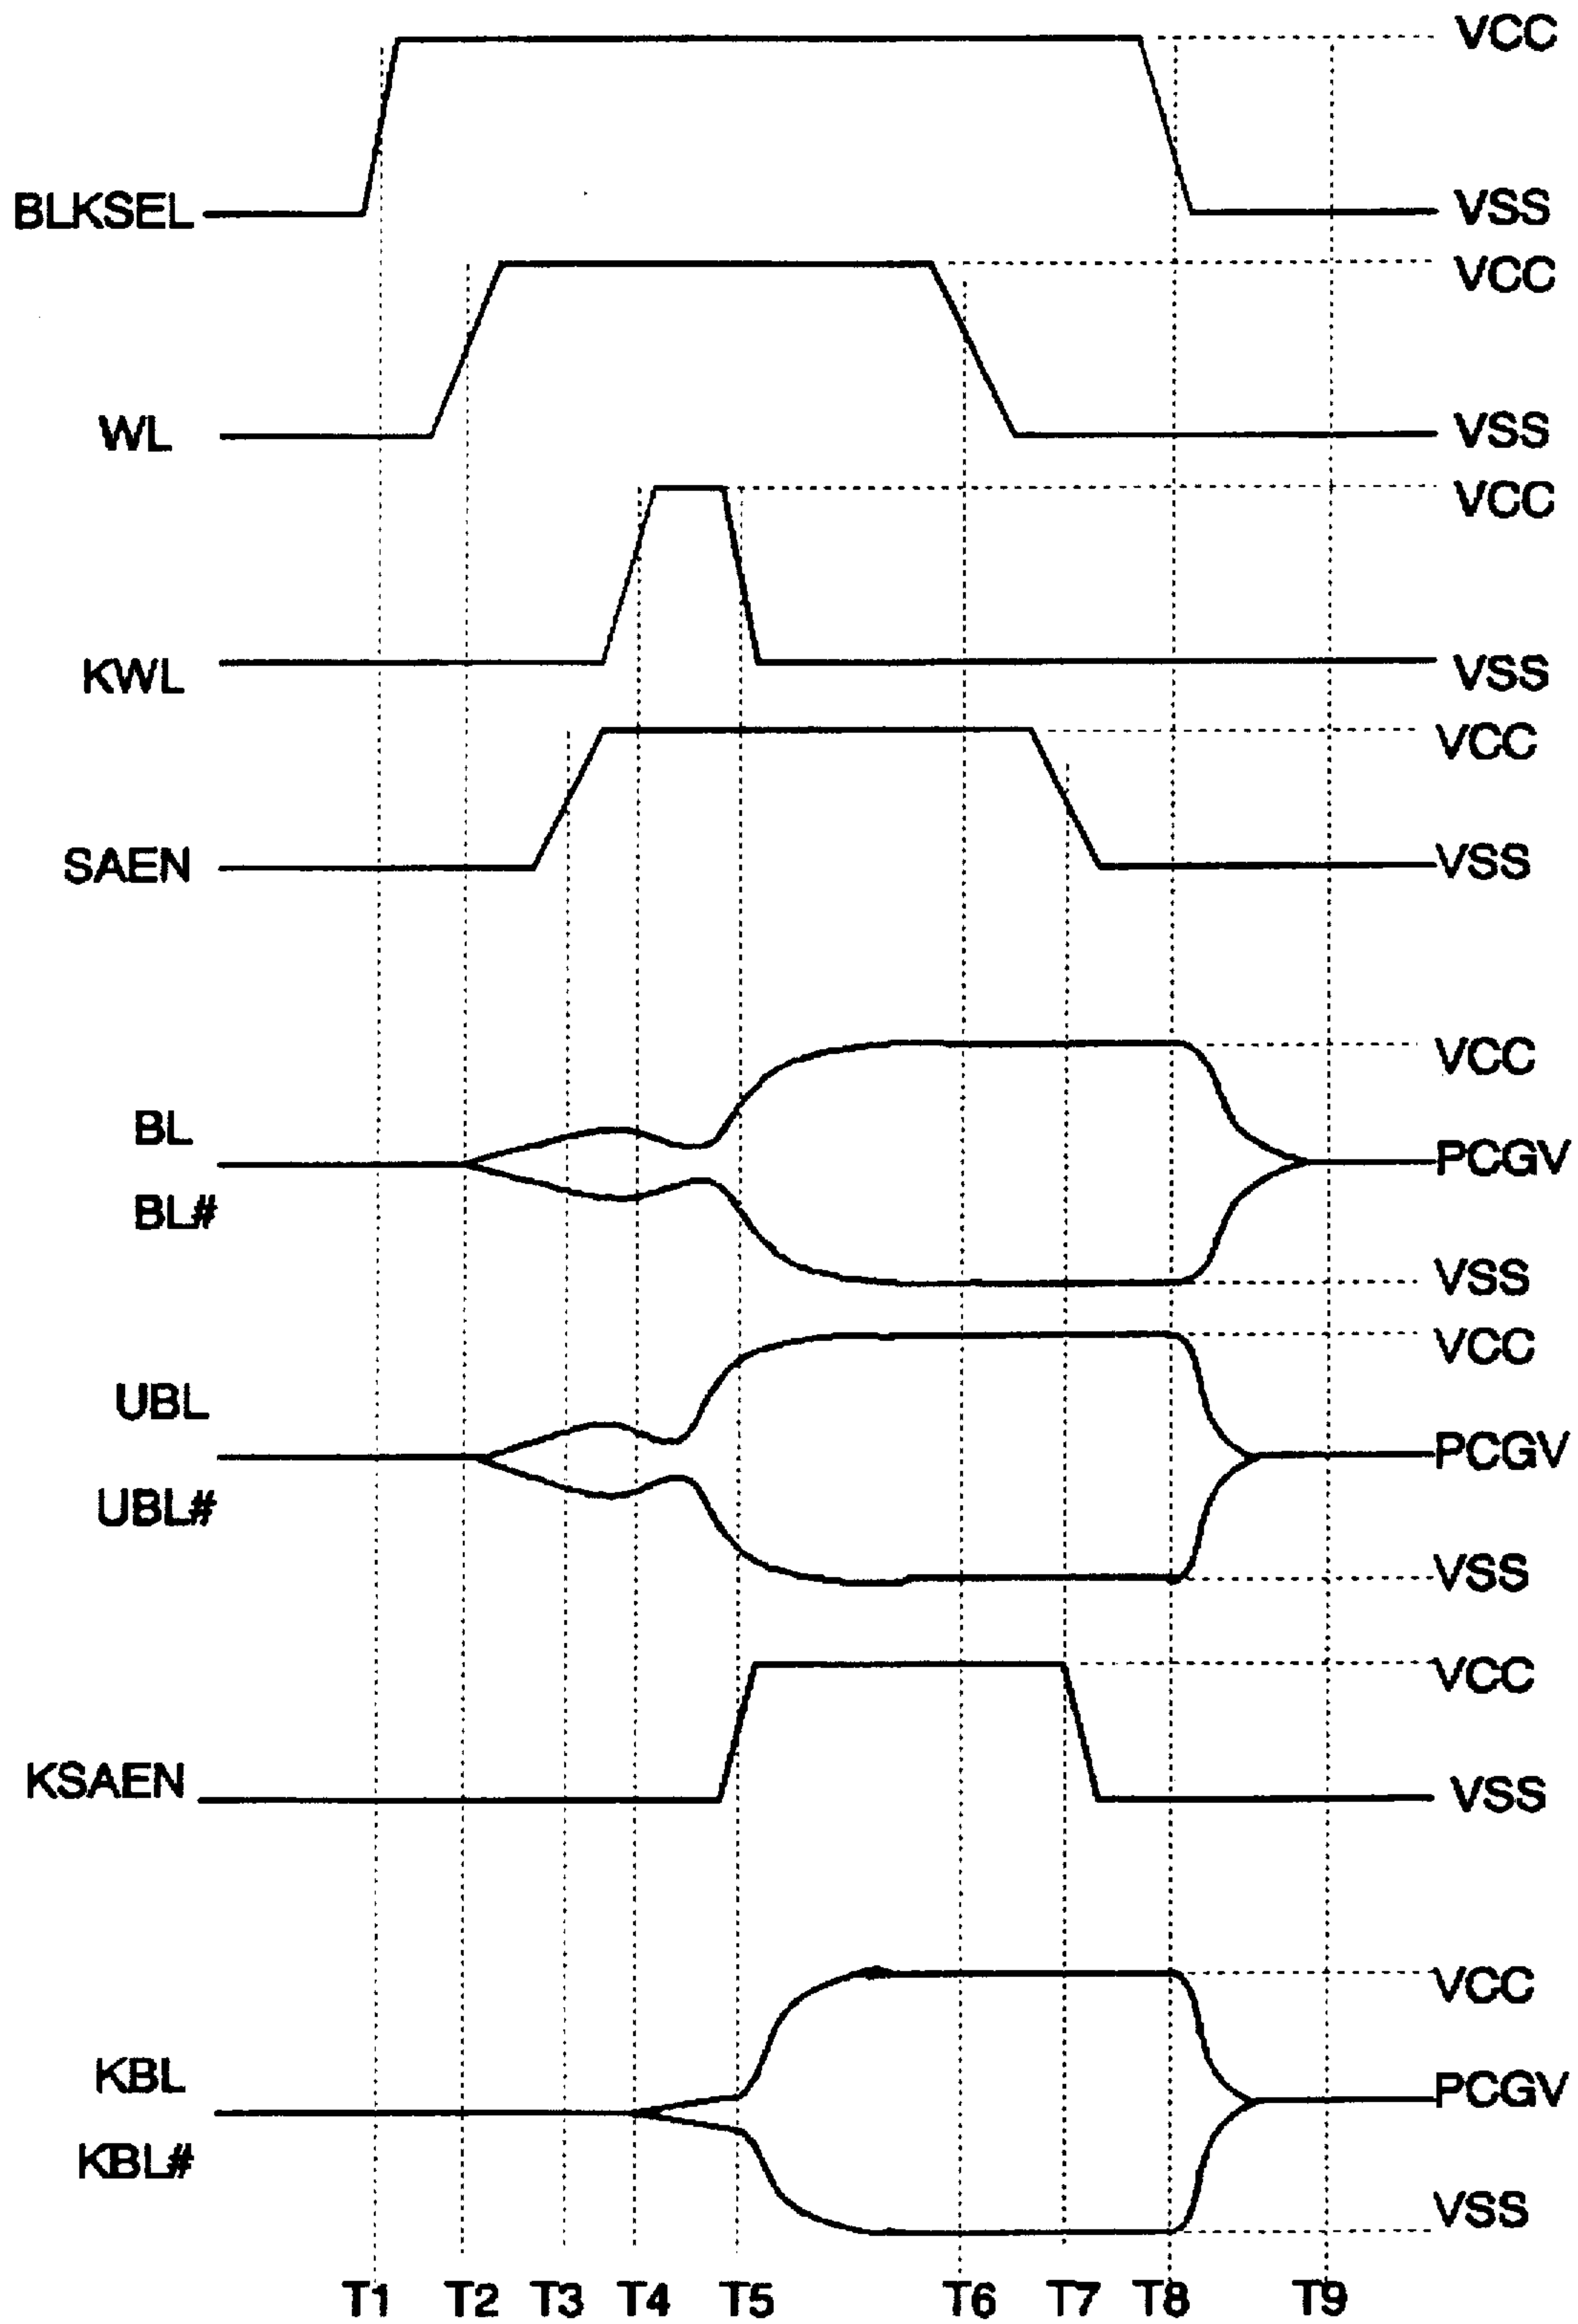 VCC
BLKSEL
VSS
VCC
WL
VSS
VCC
KWL
VSS
VCC
SAEN
VSS
VCC
BL
PCGV
BL#
VSS
VCC
UBL
PCGV
UBL#
VSS
VCC
KSAEN
VSS
VCC
KBL
PCGV
KBL#
VSS
T1 T2 T3 T4 T5 T6 T7 T8 T9